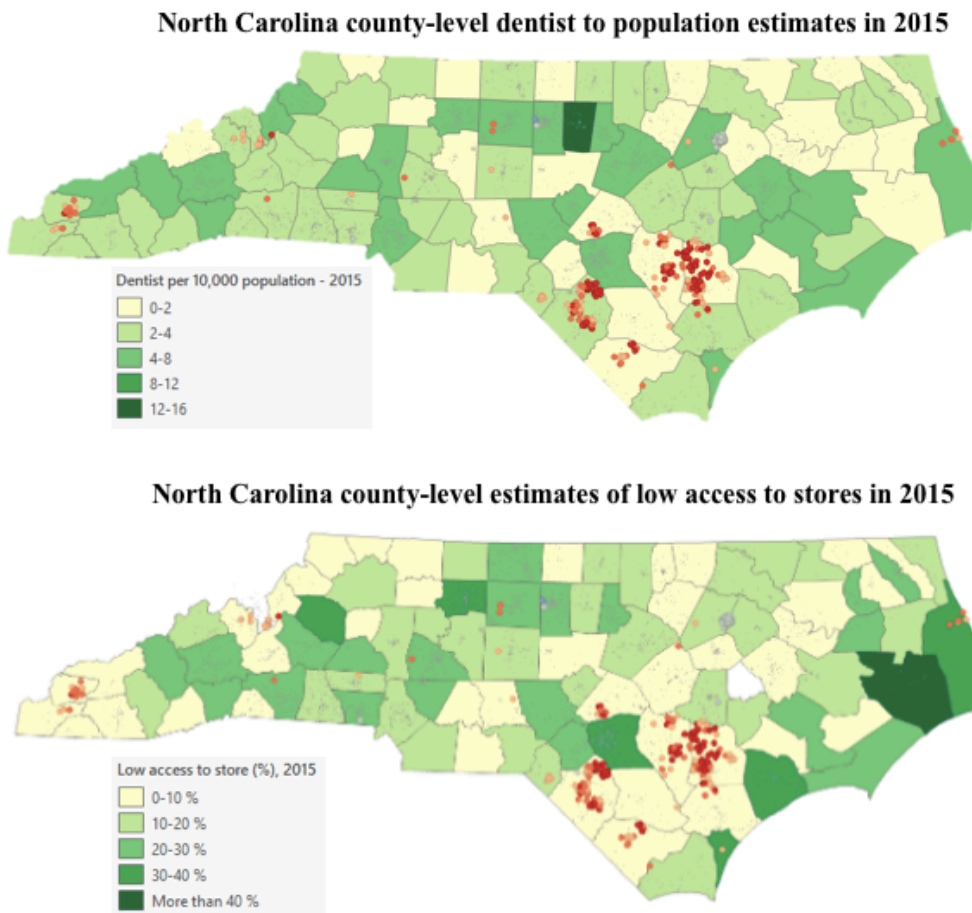 North Carolina county-level dentist to population estimates in 2015
Dentist per 10,000 population - 2015
0-2
2-4
4-8
8-12
12-16
North Carolina county-level estimates of low access to stores in 2015
Low access to store (%), 2015
0-10 %
10-20 %
20-30 %
30-40 %
More than 40 %